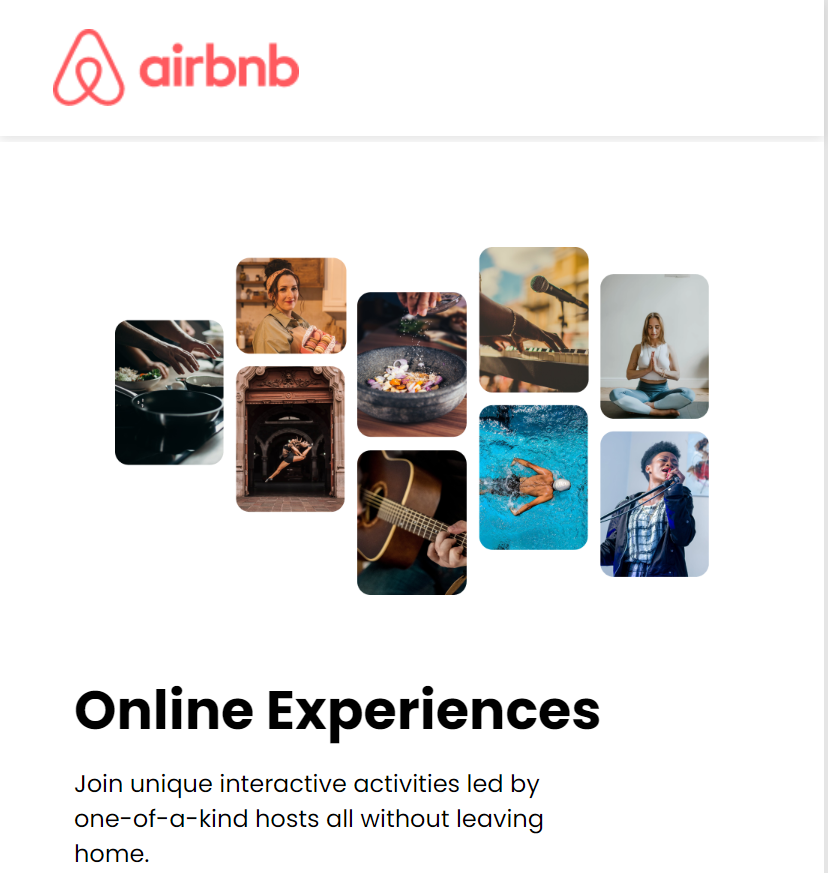 airbnb
Online Experiences
Join unique interactive activities led by
one-of-a-kind hosts all without leaving
home.